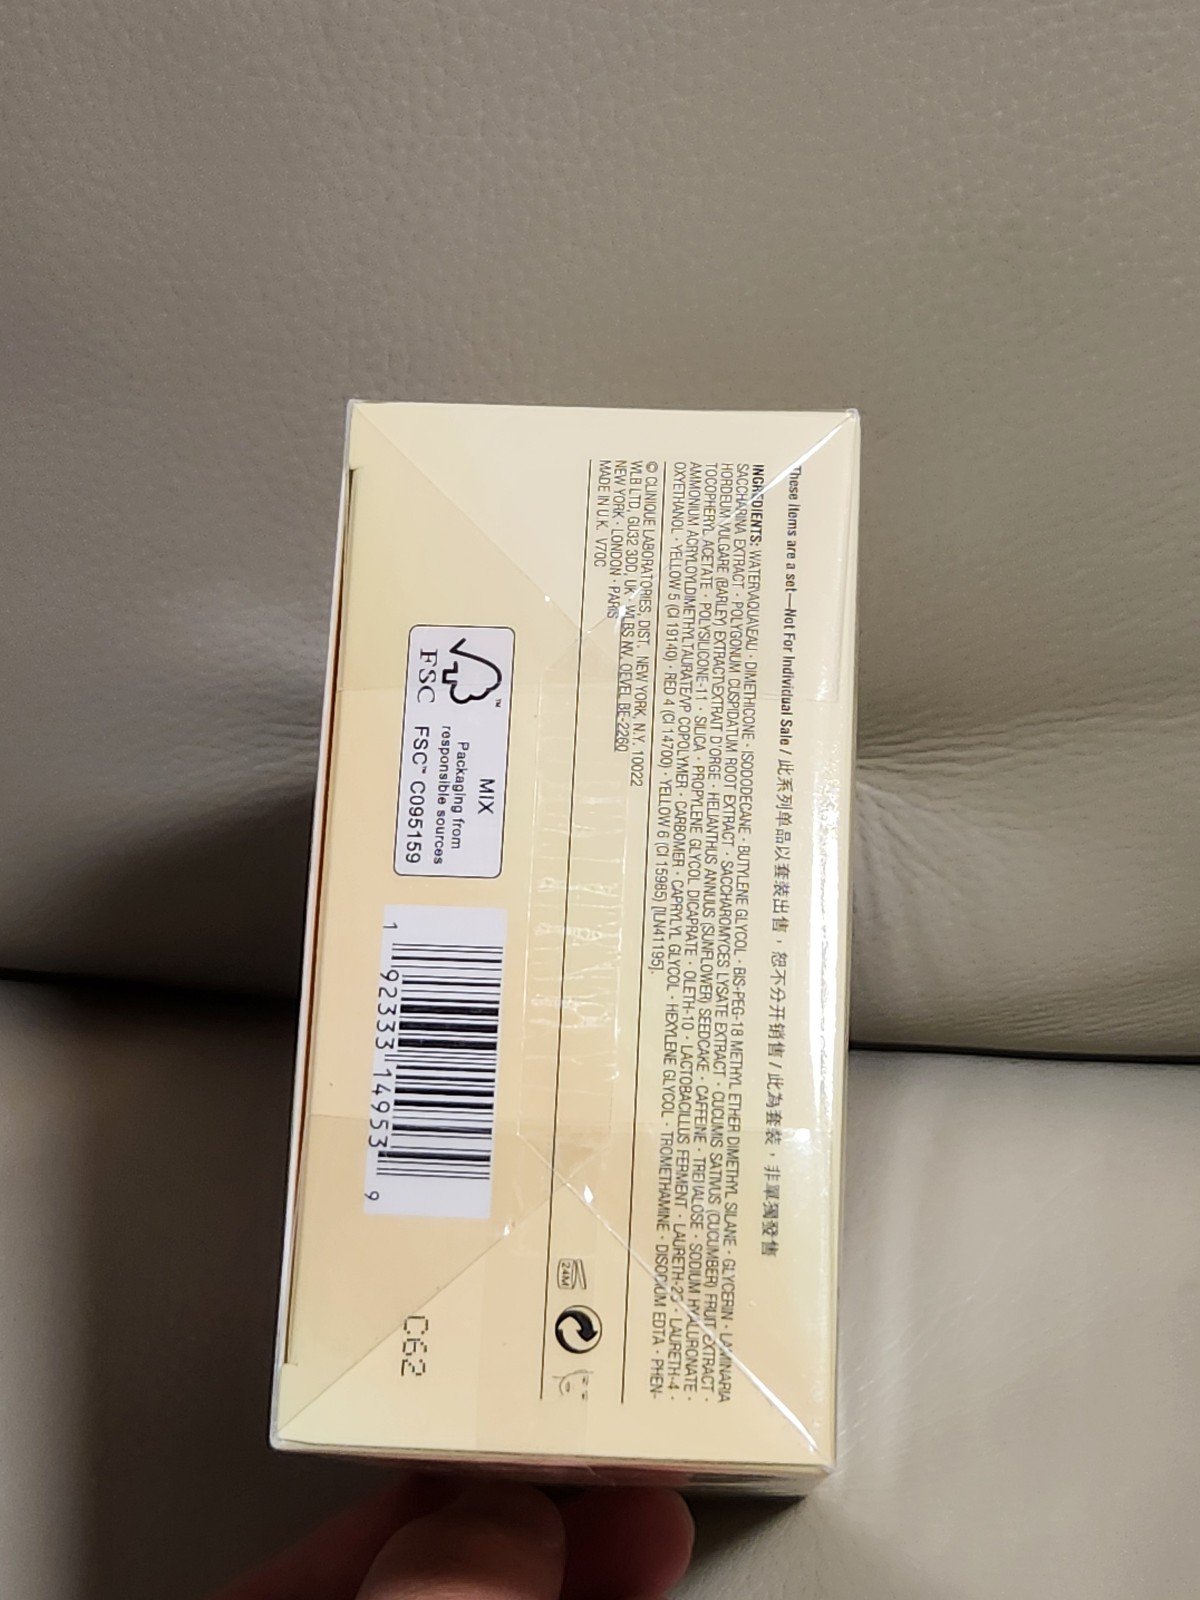 These items are a set—Not For Individual Sale / 此系列单品以套装出售，恕不分开销售 / 此為套裝，非單獨發售
INGREDIENTS: WATER\AQUA\EAU · DIMETHICONE · ISODODECANE · BUTYLENE GLYCOL · BIS-PEG-18 METHYL ETHER DIMETHYL SILANE · GLYCERIN · LAMINARIA
SACCHARINA EXTRACT · POLYGONUM CUSPIDATUM ROOT EXTRACT · SACCHAROMYCES LYSATE EXTRACT · CUCUMIS SATIVUS (CUCUMBER) FRUIT EXTRACT ·
HORDEUM VULGARE (BARLEY) EXTRACT\EXTRAIT D'ORGE · HELIANTHUS ANNUUS (SUNFLOWER) SEEDCAKE · CAFFEINE · TREHALOSE · SODIUM HYALURONATE ·
TOCOPHERYL ACETATE · POLYSILICONE-11 · SILICA · PROPYLENE GLYCOL DICAPRATE · OLETH-10 · LACTOBACILLUS FERMENT · LAURETH-23 · LAURETH-4 ·
AMMONIUM ACRYLOYLDIMETHYLTAURATE/VP COPOLYMER · CARBOMER · CAPRYLYL GLYCOL · HEXYLENE GLYCOL · TROMETHAMINE · DISODIUM EDTA · PHEN-
OXYETHANOL · YELLOW 5 (CI 19140) · RED 4 (CI 14700) · YELLOW 6 (CI 15985) [ILN41195].
© CLINIQUE LABORATORIES, DIST. NEW YORK, N.Y. 10022
WLB LTD, GU32 3DD, UK · WLBS NV, OEVEL BE-2260
NEW YORK · LONDON · PARIS
MADE IN U.K. V70C
24M
MIX
Packaging from
responsible sources
FSC™ C095159
FSC
1 92333 14953 9
C62